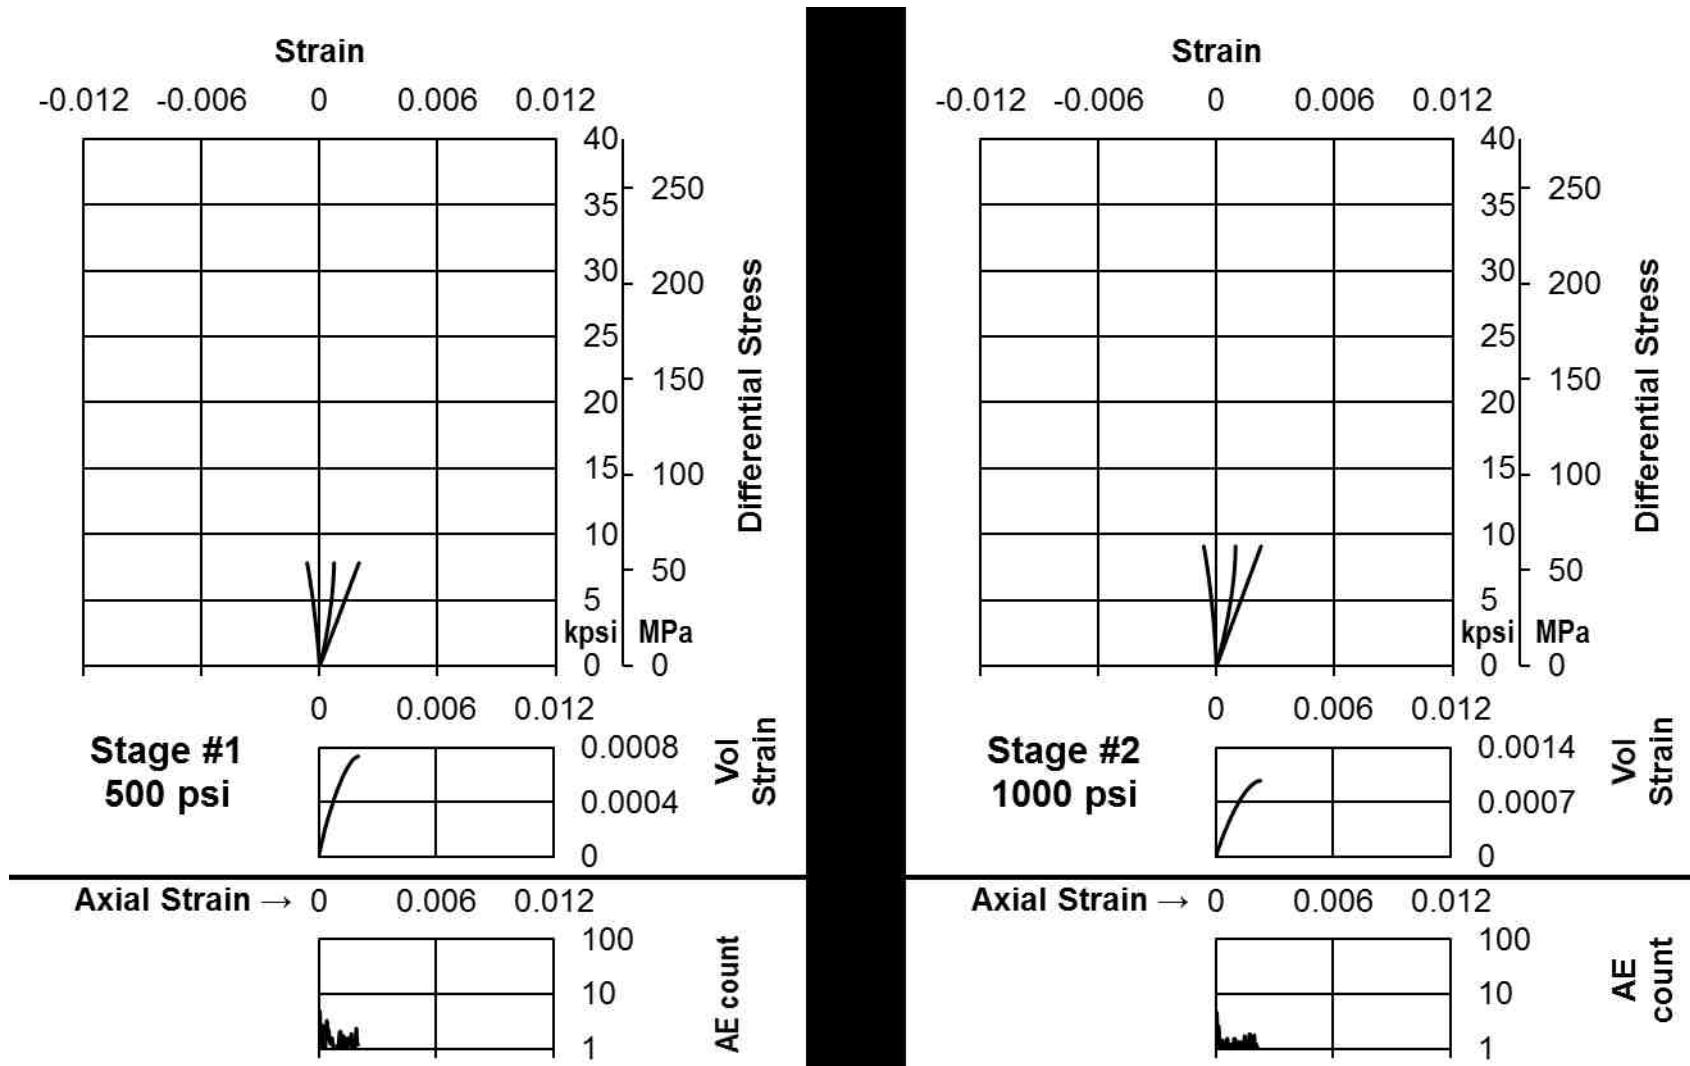 Strain
-0.012 -0.006 0 0.006 0.012
40
250
35
30
200
25
150
20
15
100
10
50
5
kpsi MPa
0 0
Differential Stress
0 0.006 0.012
Stage #1
500 psi
0.0008
0.0004
0
Vol
Strain
Axial Strain → 0 0.006 0.012
100
10
1
AE count
Strain
-0.012 -0.006 0 0.006 0.012
40
250
35
30
200
25
150
20
15
100
10
50
5
kpsi MPa
0 0
Differential Stress
0 0.006 0.012
Stage #2
1000 psi
0.0014
0.0007
0
Vol
Strain
Axial Strain → 0 0.006 0.012
100
10
1
AE
count